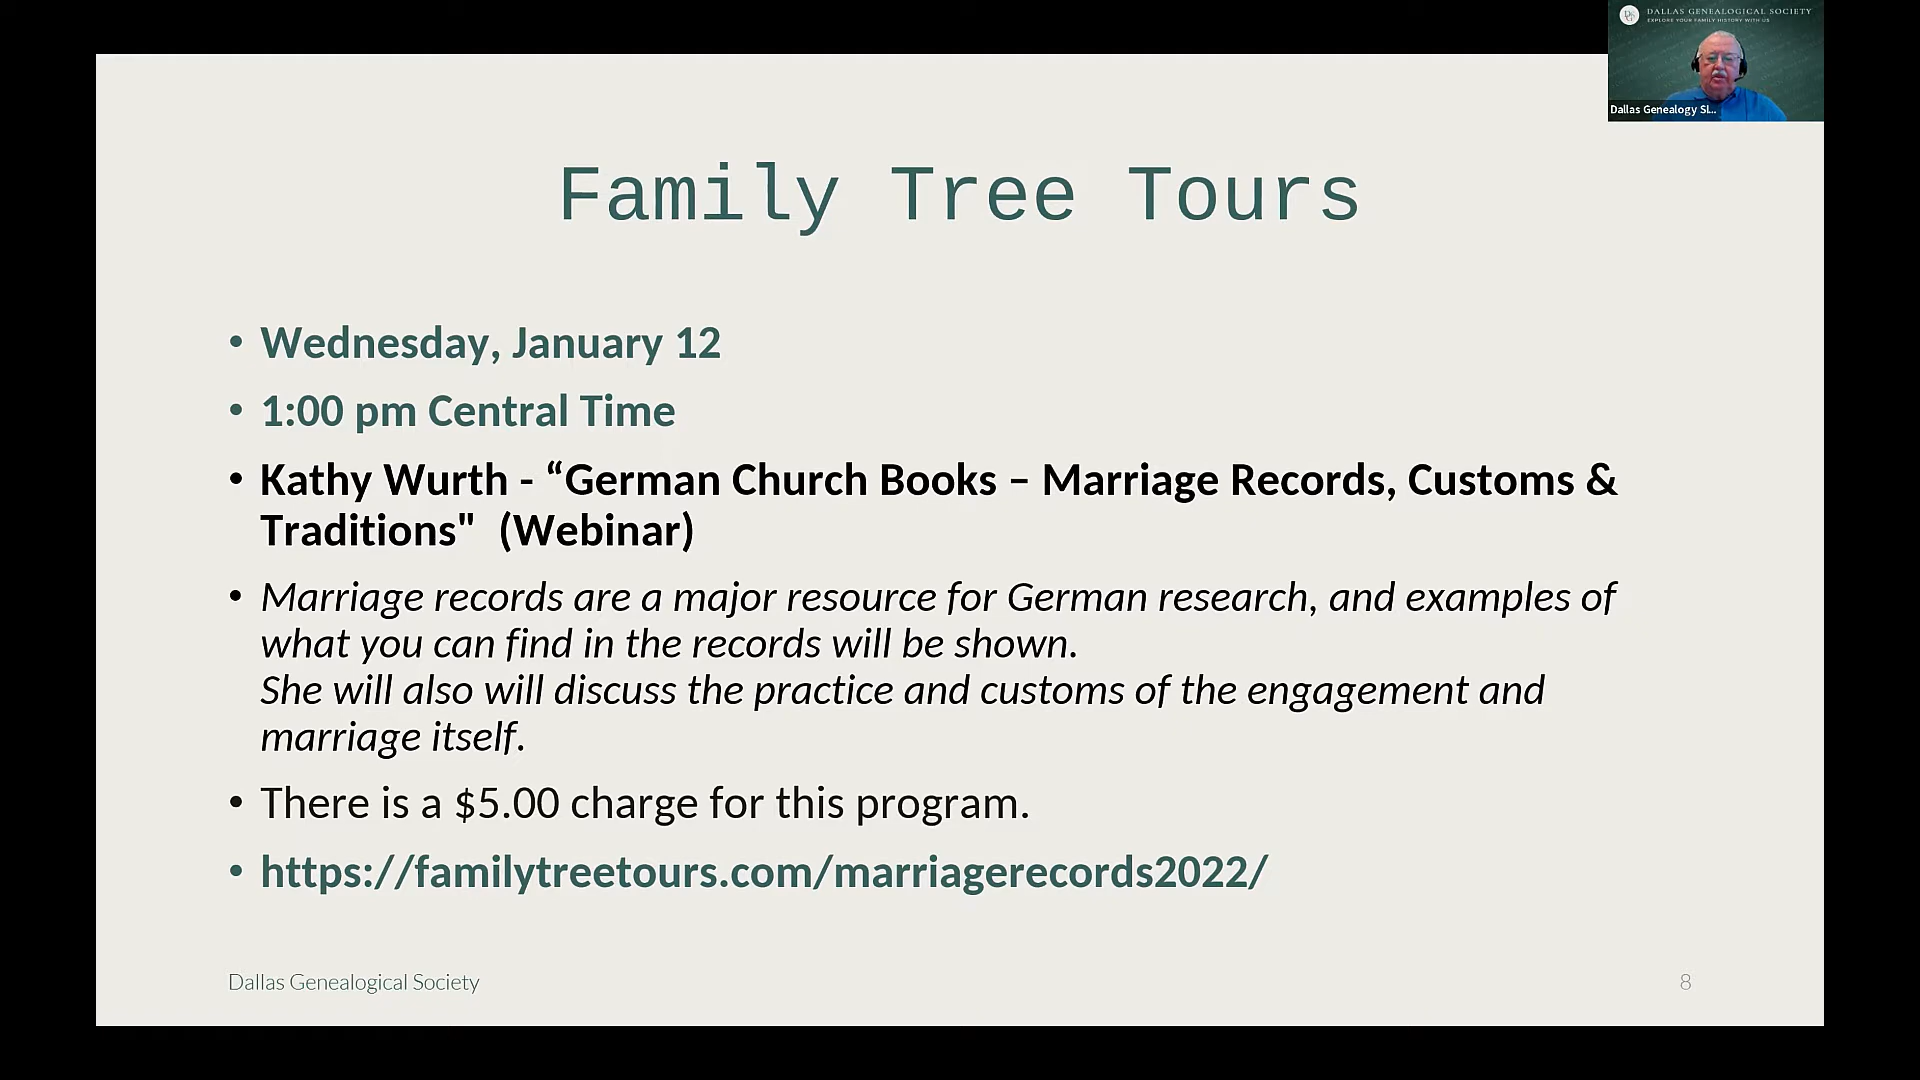 DALLAS GENEALOGICAL SOCIETY
EXPLORE YOUR FAMILY HISTORY WITH US
Dallas Genealogy SI...
Family Tree Tours
• Wednesday, January 12
• 1:00 pm Central Time
• Kathy Wurth - “German Church Books – Marriage Records, Customs &
Traditions"  (Webinar)
• Marriage records are a major resource for German research, and examples of
what you can find in the records will be shown.
She will also will discuss the practice and customs of the engagement and
marriage itself.
• There is a $5.00 charge for this program.
• https://familytreetours.com/marriagerecords2022/
Dallas Genealogical Society
8